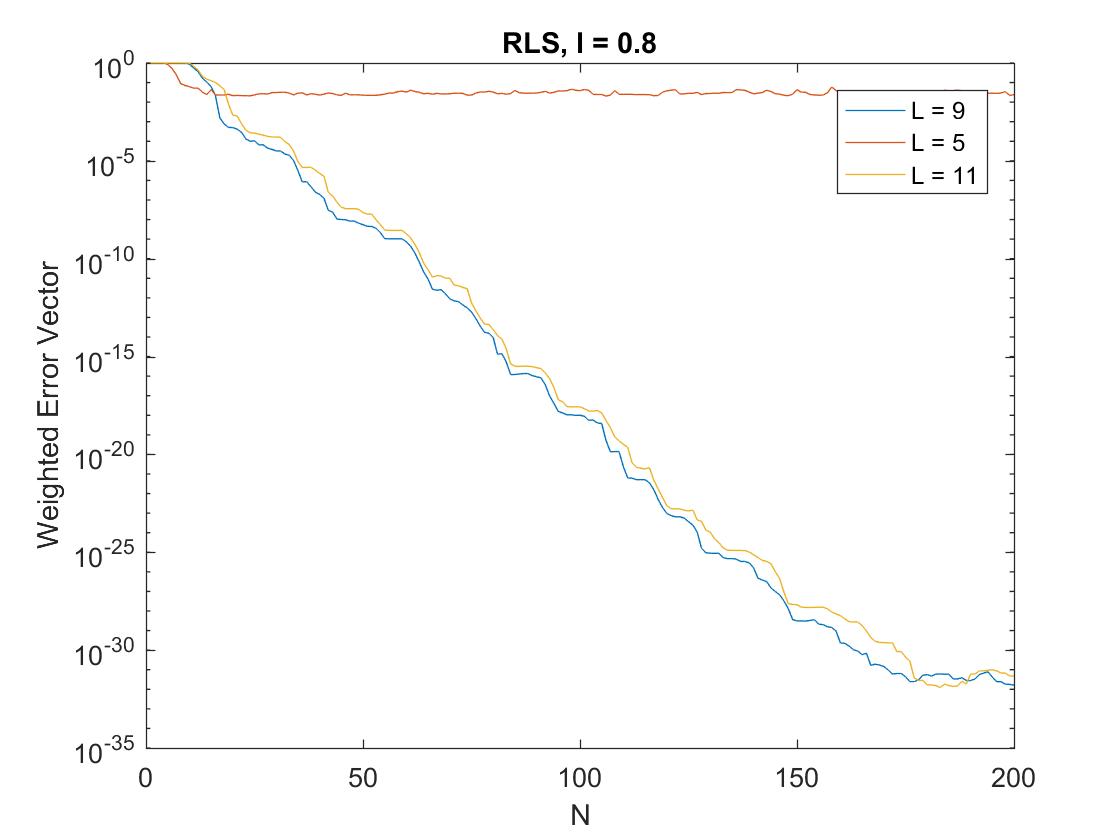 RLS, l = 0.8
10^0
10^-5
10^-10
10^-15
10^-20
10^-25
10^-30
10^-35
Weighted Error Vector
L = 9
L = 5
L = 11
0 50 100 150 200
N